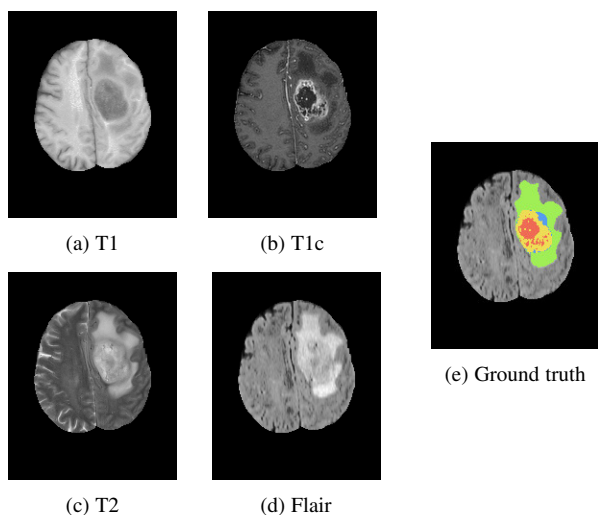 (a) T1
(b) T1c
(c) T2
(d) Flair
(e) Ground truth